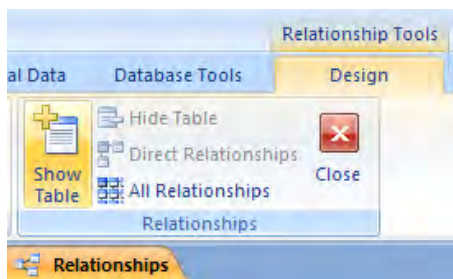 Relationship Tools
al Data Database Tools Design
Show Table
Hide Table
Direct Relationships
All Relationships
Close
Relationships
Relationships